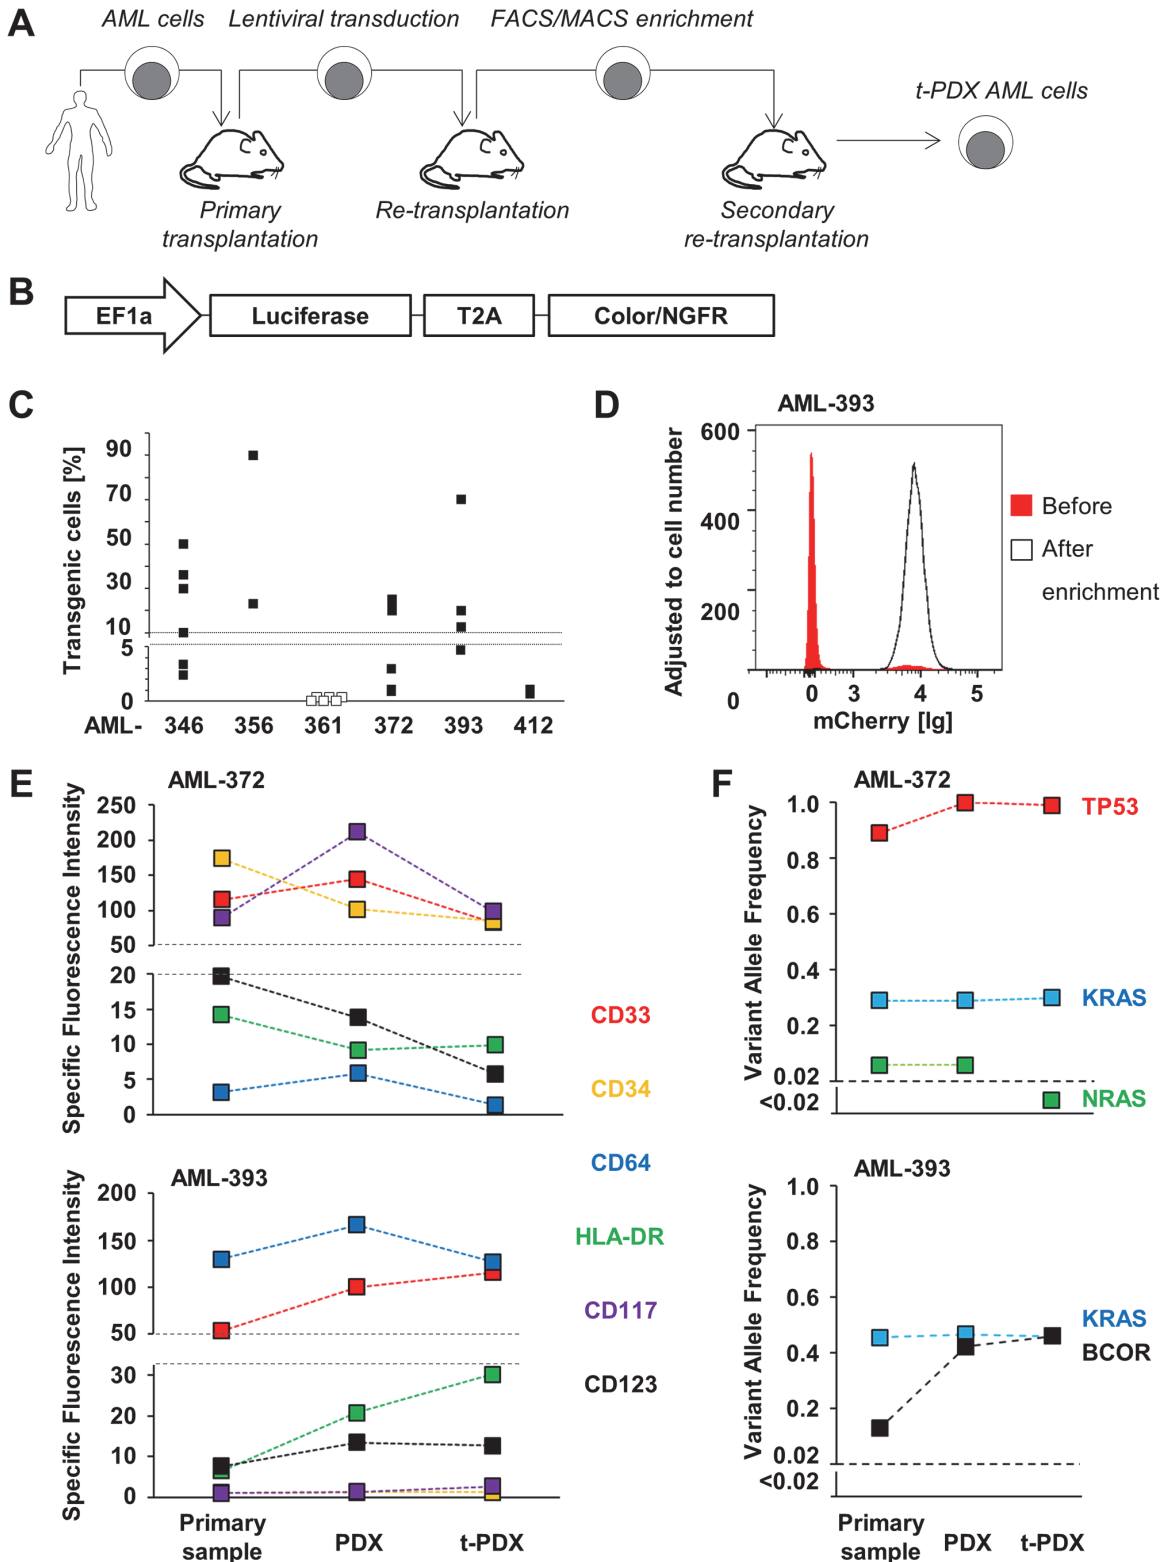 A
AML cells
Lentiviral transduction
FACS/MACS enrichment
t-PDX AML cells
Primary
transplantation
Re-transplantation
Secondary
re-transplantation
B
EF1a
Luciferase
T2A
Color/NGFR
C
Transgenic cells [%]
90
70
50
30
10
5
0
AML-
346
356
361
372
393
412
D
AML-393
Adjusted to cell number
600
400
200
0
0
3
4
5
mCherry [lg]
Before
After
enrichment
E
AML-372
Specific Fluorescence Intensity
250
200
150
100
50
20
15
10
5
0
CD33
CD34
CD64
HLA-DR
CD117
CD123
AML-393
Specific Fluorescence Intensity
200
150
100
50
30
20
10
0
Primary
sample
PDX
t-PDX
F
AML-372
Variant Allele Frequency
1.0
0.8
0.6
0.4
0.2
0.02
<0.02
TP53
KRAS
NRAS
AML-393
Variant Allele Frequency
1.0
0.8
0.6
0.4
0.2
0.02
<0.02
KRAS
BCOR
Primary
sample
PDX
t-PDX